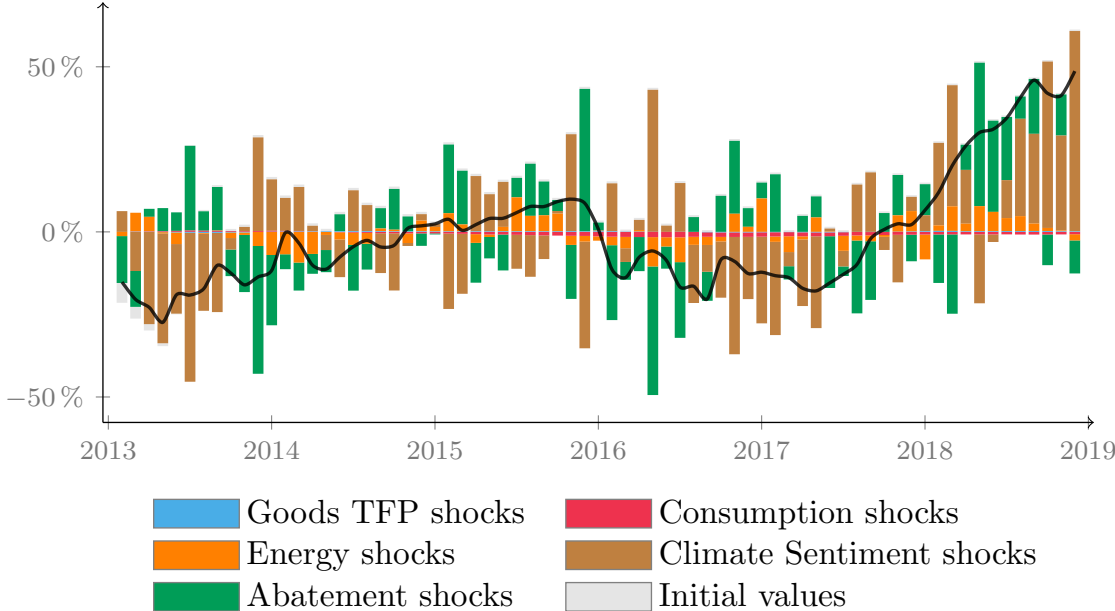 50 %
0 %
−50 %
2013 2014 2015 2016 2017 2018 2019
Goods TFP shocks Consumption shocks
Energy shocks Climate Sentiment shocks
Abatement shocks Initial values